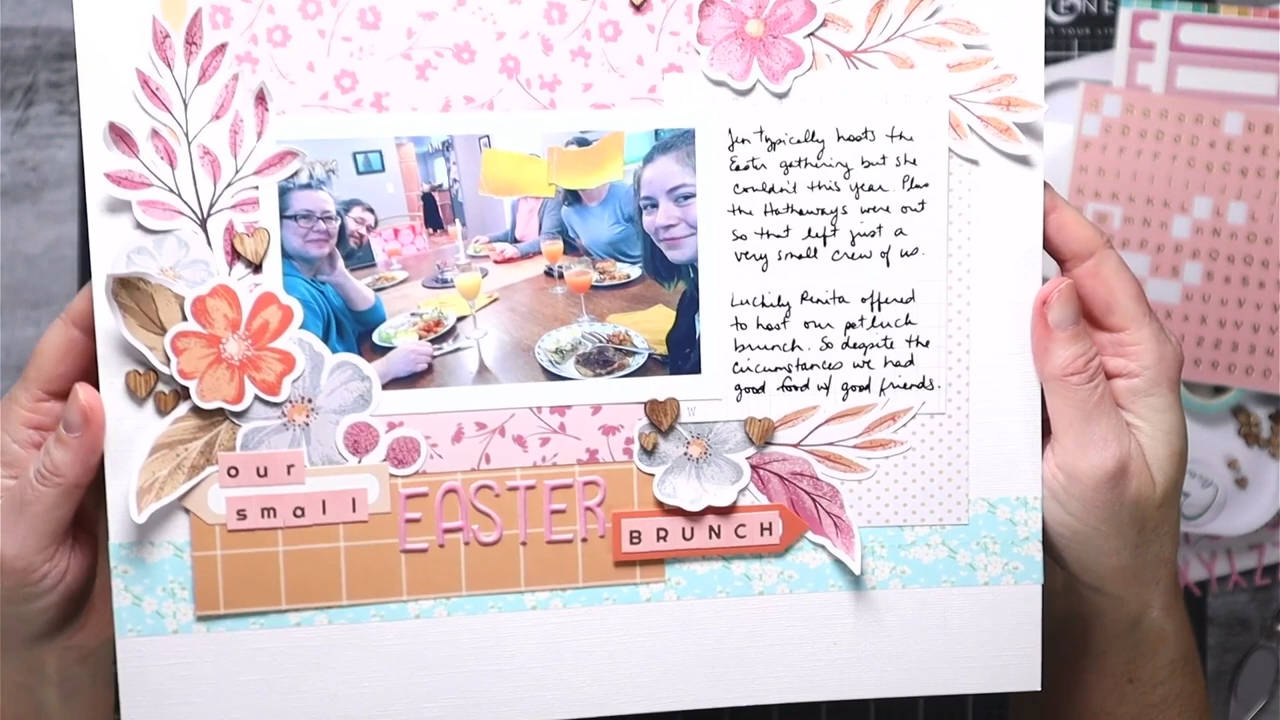 Jen typically hosts the
Easter gathering but she
couldn't this year. Plus
the Hathaways were out
so that left just a
very small crew of us.
Luckily Renita offered
to host our potluck
brunch. So despite the
circumstances we had
good food w/ good friends.
W
our
small
EASTER
BRUNCH